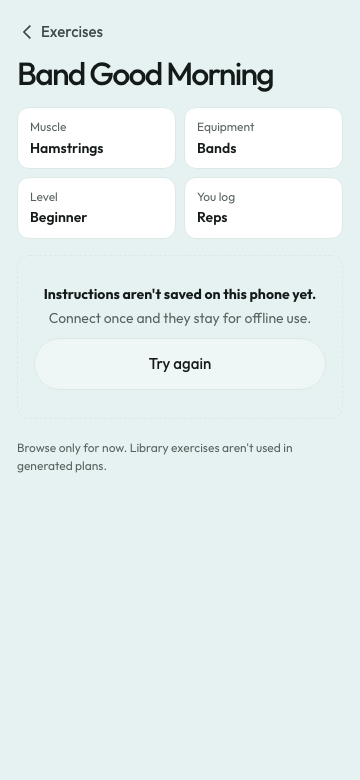 Exercises
Band Good Morning
Muscle
Hamstrings
Equipment
Bands
Level
Beginner
You log
Reps
Instructions aren't saved on this phone yet.
Connect once and they stay for offline use.
Try again
Browse only for now. Library exercises aren't used in
generated plans.